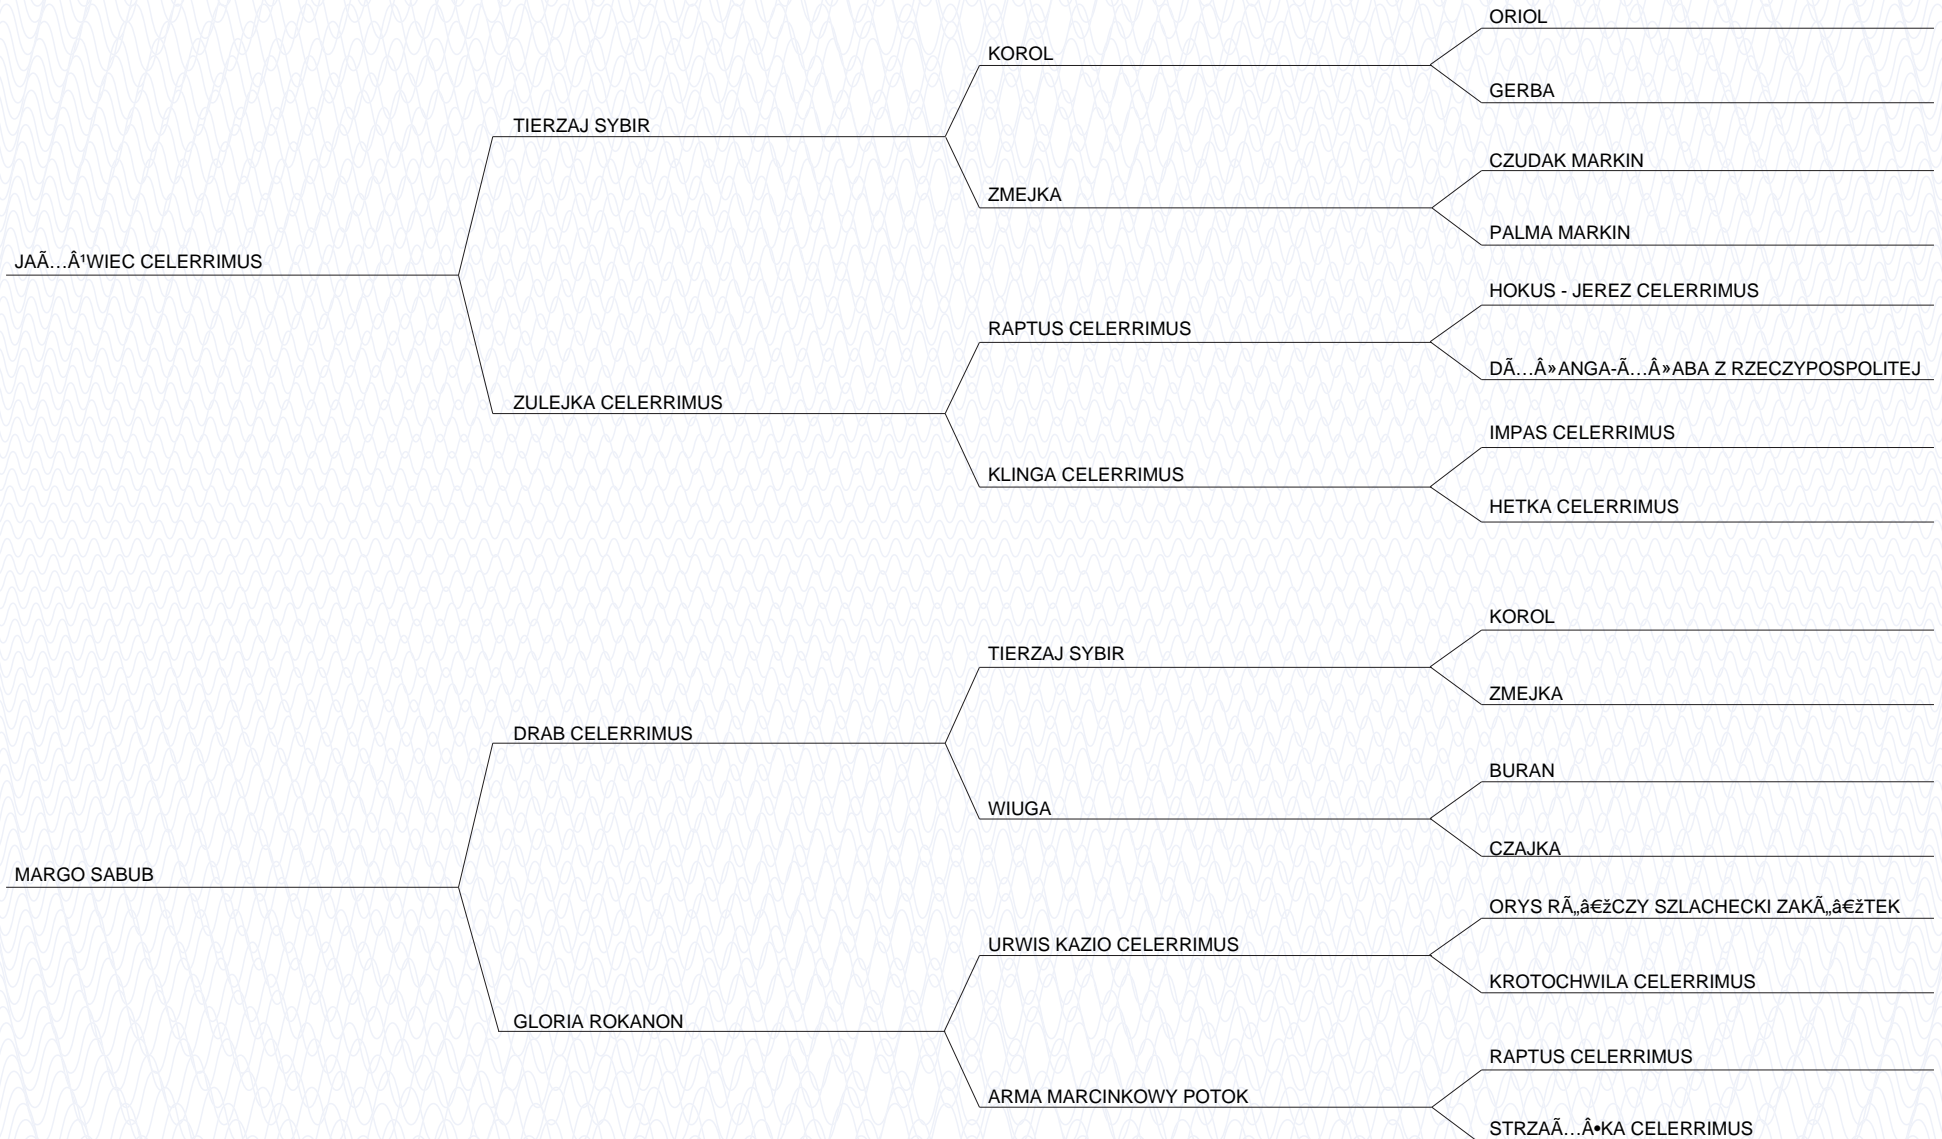 ORIOL
KOROL
GERBA
TIERZAJ SYBIR
CZUDAK MARKIN
ZMEJKA
PALMA MARKIN
JAÃ…Â¹WIEC CELERRIMUS
HOKUS - JEREZ CELERRIMUS
RAPTUS CELERRIMUS
DÃ…Â»ANGA-Ã…Â»ABA Z RZECZYPOSPOLITEJ
ZULEJKA CELERRIMUS
IMPAS CELERRIMUS
KLINGA CELERRIMUS
HETKA CELERRIMUS
KOROL
TIERZAJ SYBIR
ZMEJKA
DRAB CELERRIMUS
BURAN
WIUGA
CZAJKA
MARGO SABUB
ORYS RÃ„â€žCZY SZLACHECKI ZAKÃ„â€žTEK
URWIS KAZIO CELERRIMUS
KROTOCHWILA CELERRIMUS
GLORIA ROKANON
RAPTUS CELERRIMUS
ARMA MARCINKOWY POTOK
STRZAÃ…Â•KA CELERRIMUS